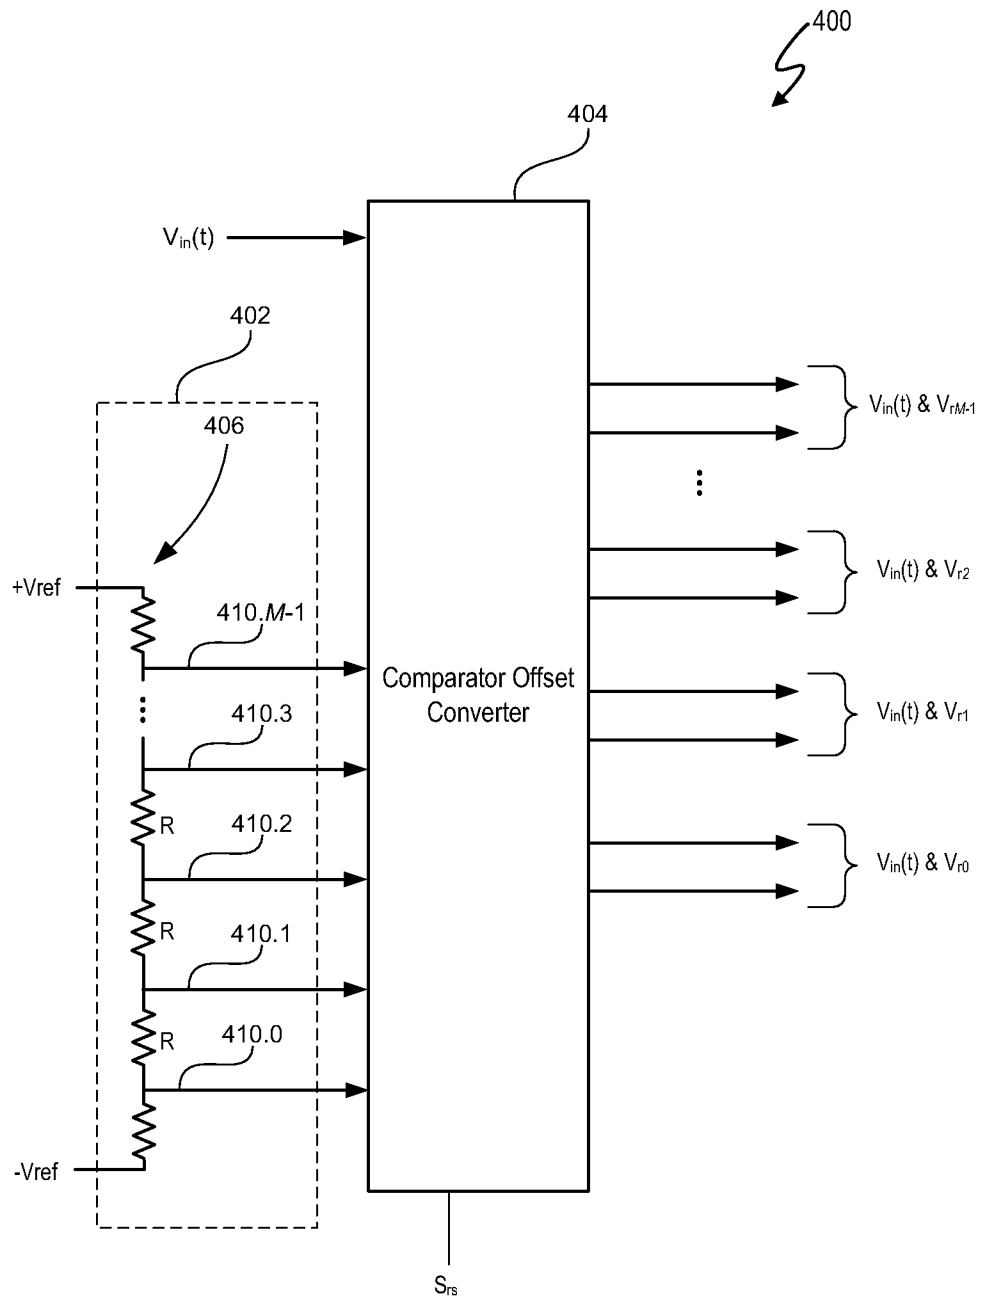 400
404
Vin(t)
402
406
Vin(t) & VrM-1
Vin(t) & Vr2
+Vref
410.M-1
Comparator Offset
Converter
410.3
Vin(t) & Vr1
R
410.2
Vin(t) & Vr0
R
410.1
R
410.0
-Vref
Srs